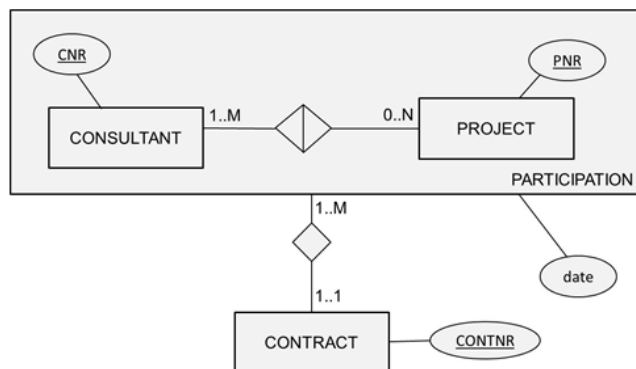 CNR
PNR
1..M
0..N
CONSULTANT
PROJECT
PARTICIPATION
1..M
date
1..1
CONTRACT
CONTNR